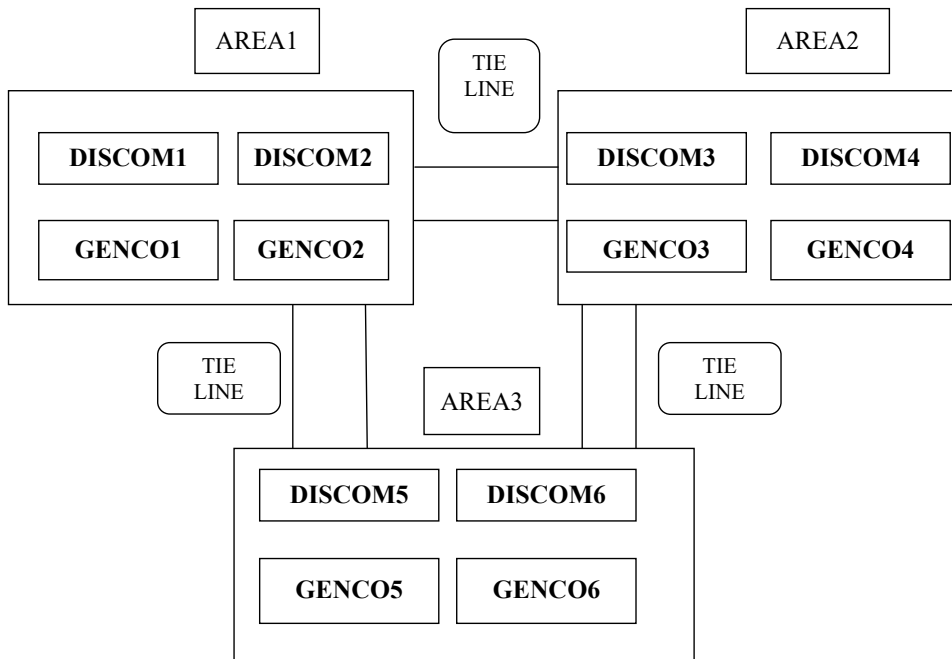 AREA1
TIE
LINE
AREA2
DISCOM1
DISCOM2
DISCOM3
DISCOM4
GENCO1
GENCO2
GENCO3
GENCO4
TIE
LINE
AREA3
TIE
LINE
DISCOM5
DISCOM6
GENCO5
GENCO6